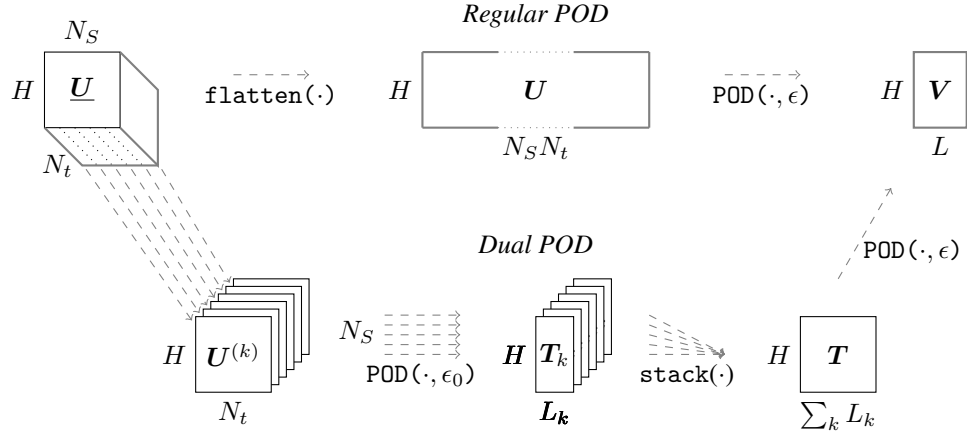 Regular POD
N_S
H
U
N_t
flatten(·)
H
U
N_S N_t
POD(·, ϵ)
H
V
L
Dual POD
POD(·, ϵ)
H
U^(k)
N_t
N_S
POD(·, ϵ_0)
H
T_k
L_k
stack(·)
H
T
∑_k L_k